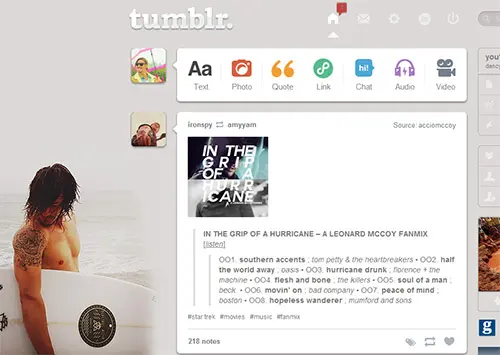 tumblr.
Aa
hi!
Text Photo Quote Link Chat Audio Video
ironspy amyyam Source: acciomccoy
IN THE
GRIP
OF A
HURR
ICANE
IN THE GRIP OF A HURRICANE – A LEONARD MCCOY FANMIX
[listen]
OO1. southern accents ; tom petty & the heartbreakers • OO2. half
the world away ; oasis • OO3. hurricane drunk ; florence + the
machine • OO4. flesh and bone ; the killers • OO5. soul of a man ;
beck • OO6. movin' on ; bad company • OO7. peace of mind ;
boston • OO8. hopeless wanderer ; mumford and sons
#star trek #movies #music #fanmix
218 notes
g